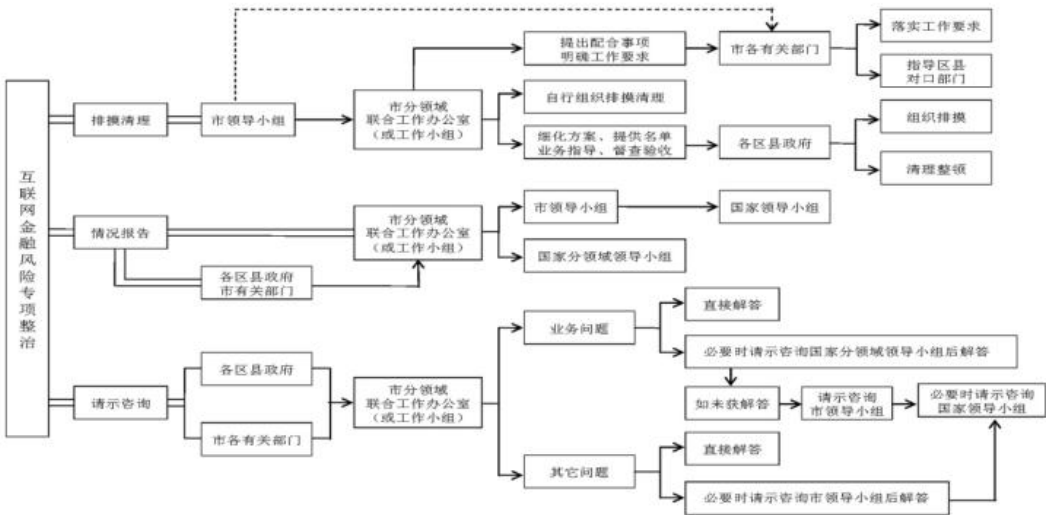 互联网金融风险专项整治
排摸清理
市领导小组
市分领域
联合工作办公室
（或工作小组）
提出配合事项
明确工作要求
市各有关部门
落实工作要求
指导区县
对口部门
自行组织排摸清理
细化方案、提供名单
业务指导、督查验收
各区县政府
组织排摸
清理整顿
情况报告
各区县政府
市有关部门
市分领域
联合工作办公室
（或工作小组）
市领导小组
国家领导小组
国家分领域领导小组
请示咨询
各区县政府
市各有关部门
市分领域
联合工作办公室
（或工作小组）
业务问题
直接解答
必要时请示咨询国家分领域领导小组后解答
如未获解答
请示咨询
市领导小组
必要时请示咨询
国家领导小组
其它问题
直接解答
必要时请示咨询市领导小组后解答